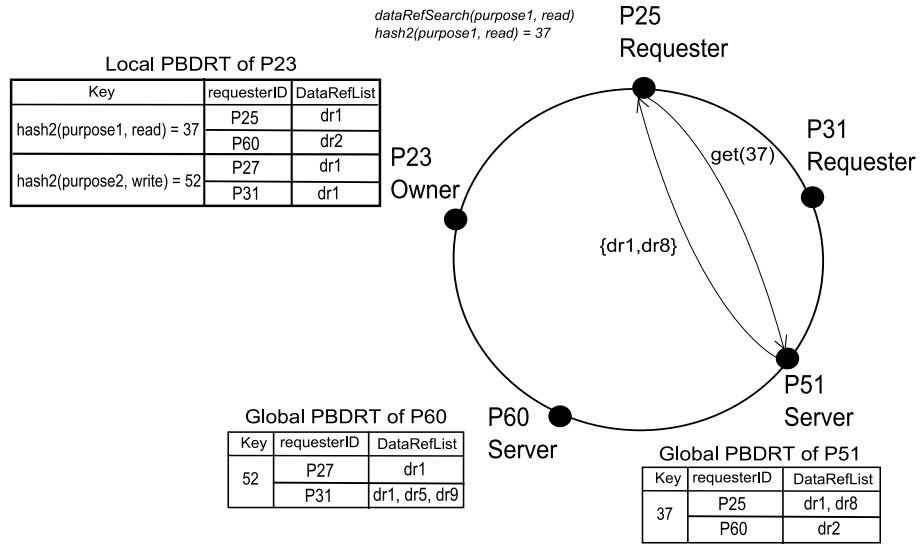 dataRefSearch(purpose1, read)
hash2(purpose1, read) = 37
P25
Requester
Local PBDRT of P23
Key requesterID DataRefList
hash2(purpose1, read) = 37 P25 dr1
P60 dr2
hash2(purpose2, write) = 52 P27 dr1
P31 dr1
P23
Owner
P31
Requester
get(37)
{dr1,dr8}
P51
Server
P60
Server
Global PBDRT of P60
Key requesterID DataRefList
52 P27 dr1
P31 dr1, dr5, dr9
Global PBDRT of P51
Key requesterID DataRefList
37 P25 dr1, dr8
P60 dr2